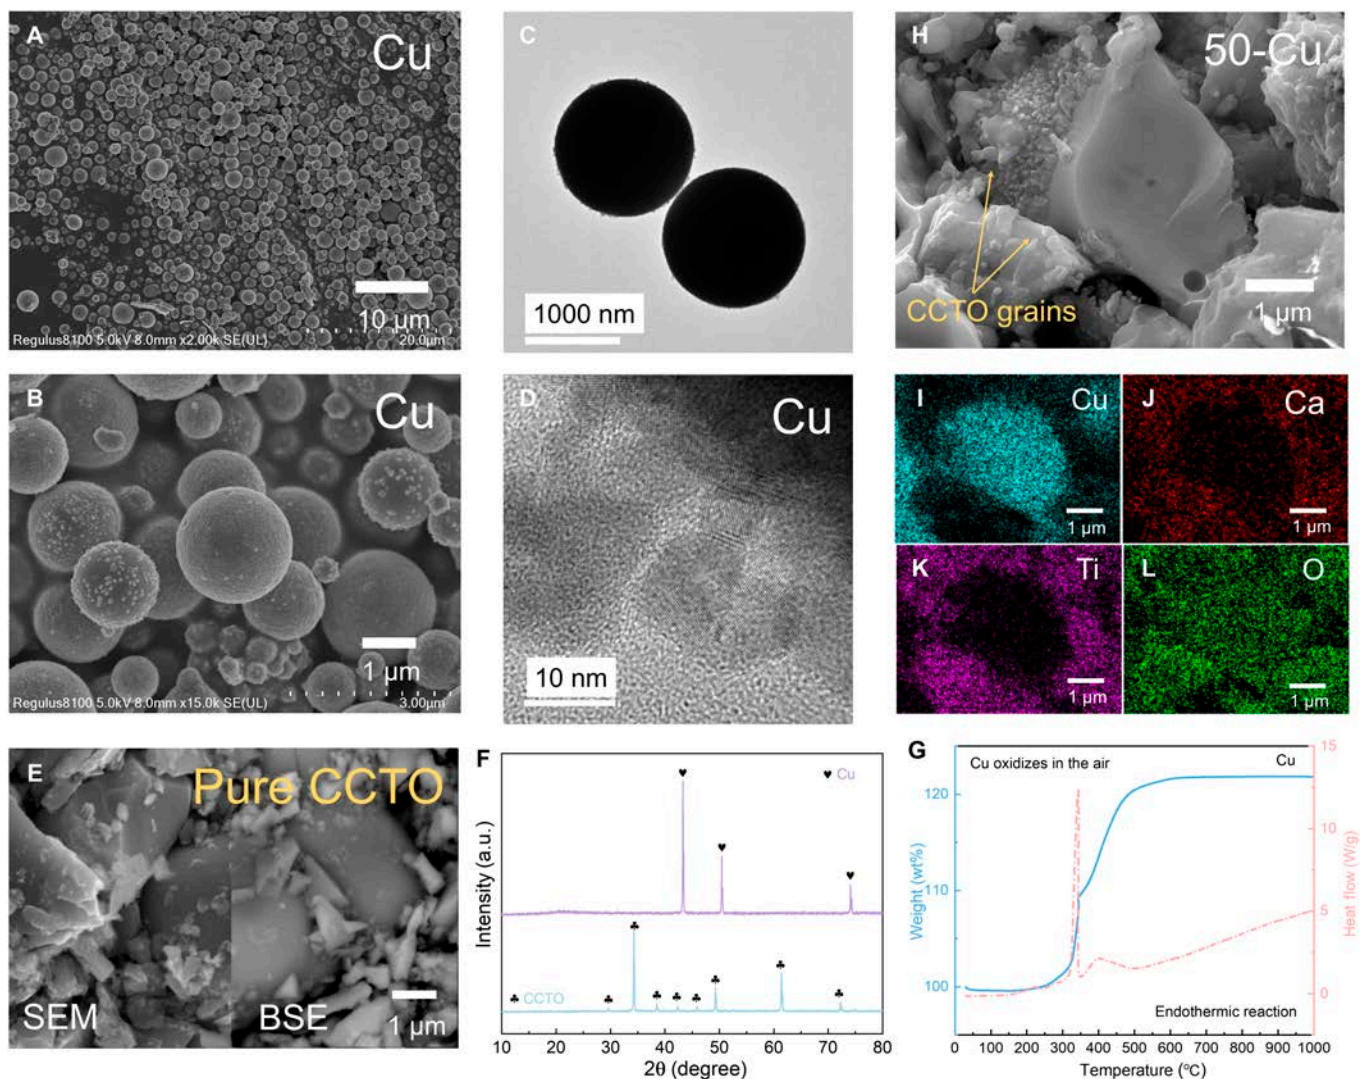 A
Cu
10 μm
Regulus8100 5.0kV 8.0mm x2.00k SE(UL)
20.0μm
C
1000 nm
H
50-Cu
CCTO grains
1 μm
B
Cu
1 μm
Regulus8100 5.0kV 8.0mm x15.0k SE(UL)
3.00μm
D
Cu
10 nm
I
Cu
1 μm
J
Ca
1 μm
K
Ti
1 μm
L
O
1 μm
E
Pure CCTO
SEM
BSE
1 μm
F
♥ Cu
CCTO
Intensity (a.u.)
10 20 30 40 50 60 70 80
2θ (degree)
G
Cu oxidizes in the air
Cu
Endothermic reaction
Weight (wt%)
120
110
100
Heat flow (W/g)
15
10
5
0
0 100 200 300 400 500 600 700 800 900 1000
Temperature (℃)